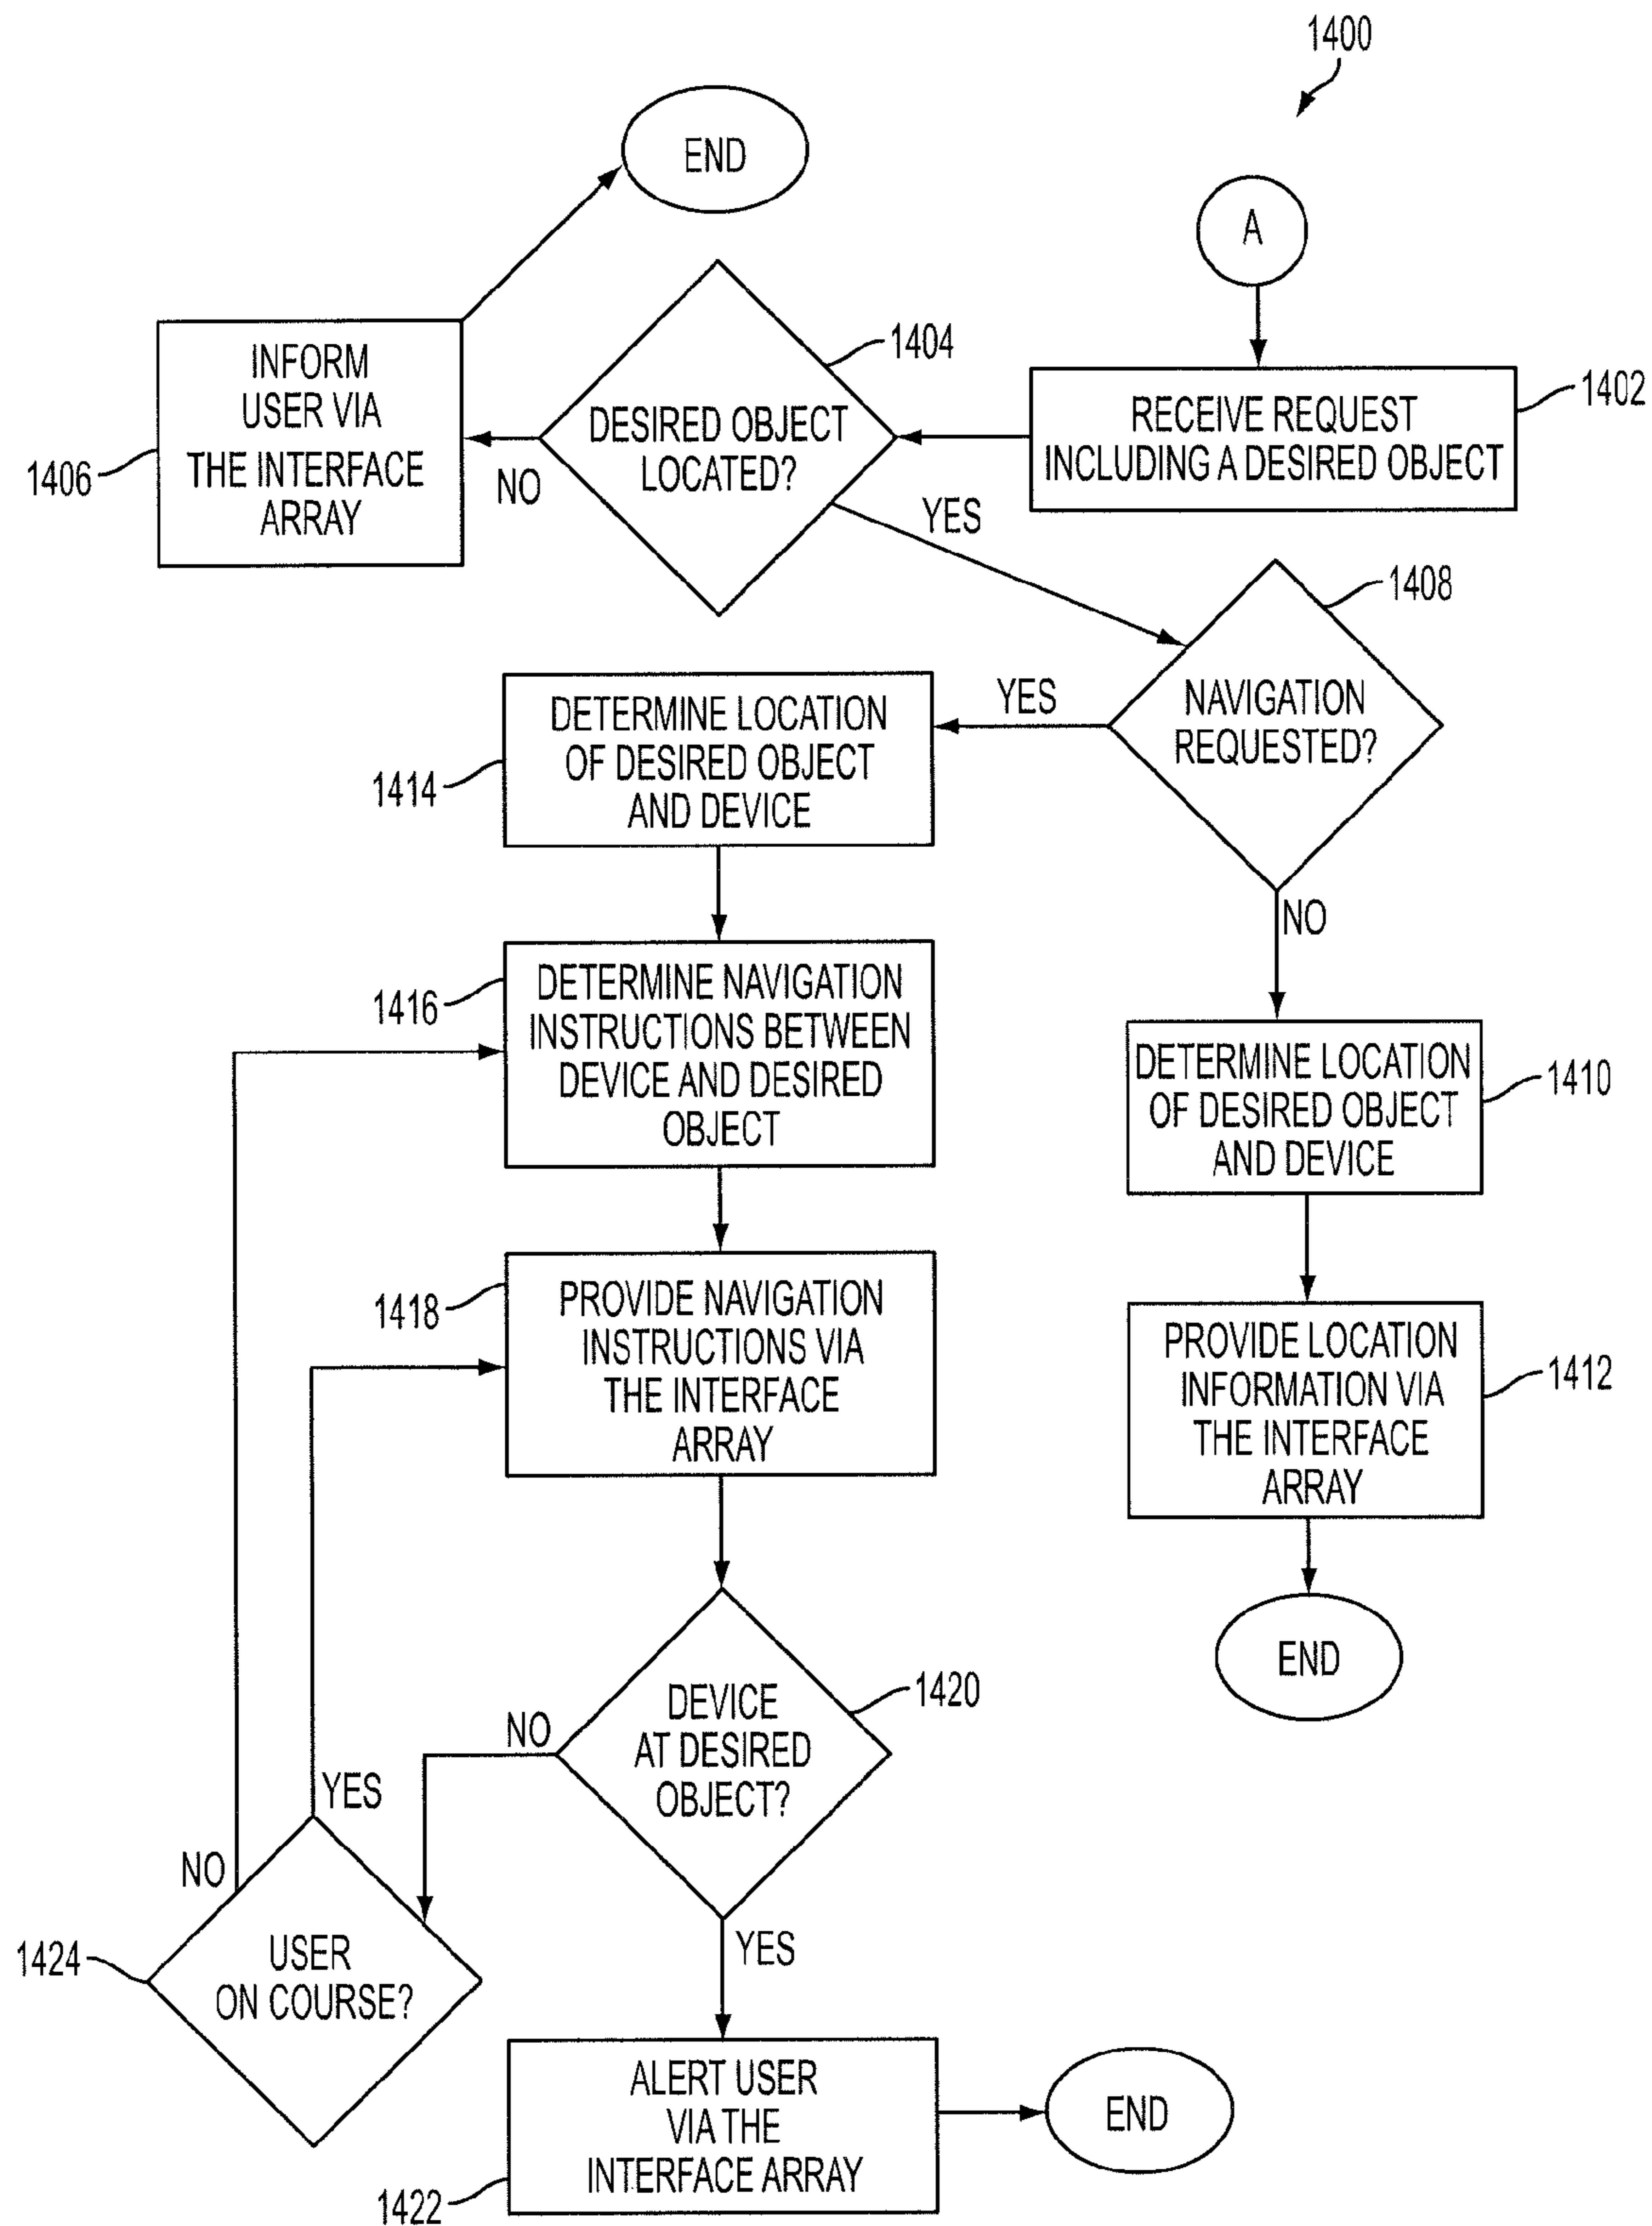 1400
END
A
1404
1402
INFORM
USER VIA
THE INTERFACE
ARRAY
1406
DESIRED OBJECT
LOCATED?
RECEIVE REQUEST
INCLUDING A DESIRED OBJECT
NO
YES
1408
NAVIGATION
REQUESTED?
YES
NO
DETERMINE LOCATION
OF DESIRED OBJECT
AND DEVICE
1414
DETERMINE NAVIGATION
INSTRUCTIONS BETWEEN
DEVICE AND DESIRED
OBJECT
1416
DETERMINE LOCATION
OF DESIRED OBJECT
AND DEVICE
1410
PROVIDE NAVIGATION
INSTRUCTIONS VIA
THE INTERFACE
ARRAY
1418
PROVIDE LOCATION
INFORMATION VIA
THE INTERFACE
ARRAY
1412
END
DEVICE
AT DESIRED
OBJECT?
1420
NO
YES
YES
NO
USER
ON COURSE?
1424
ALERT USER
VIA THE
INTERFACE ARRAY
1422
END